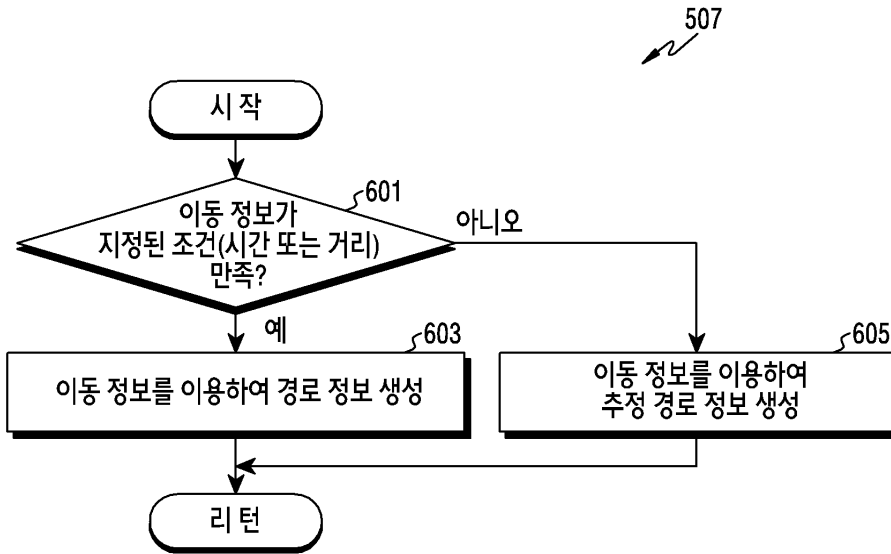 507
시작
601
이동 정보가
지정된 조건(시간 또는 거리)
만족?
아니오
예
603
이동 정보를 이용하여 경로 정보 생성
605
이동 정보를 이용하여
추정 경로 정보 생성
리턴